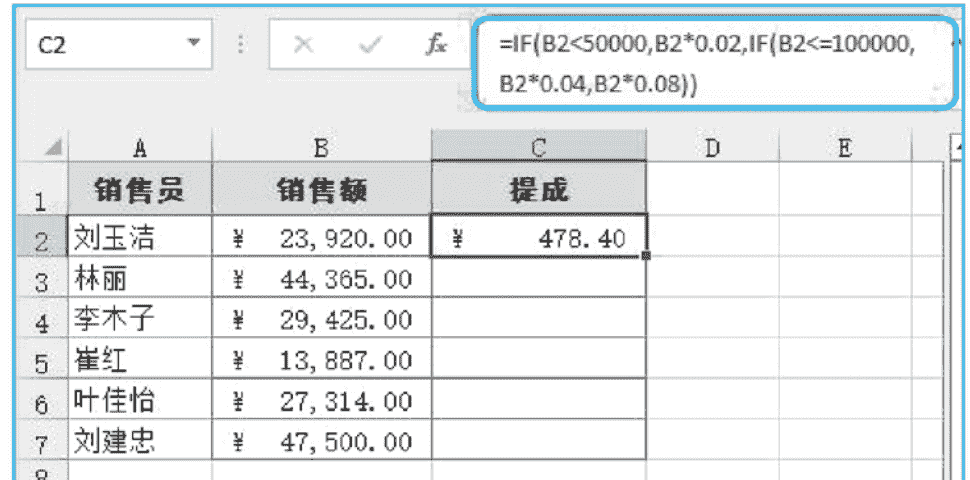 C2 fx =IF(B2<50000,B2*0.02,IF(B2<=100000,
B2*0.04,B2*0.08))
A B C D E
1 销售员 销售额 提成
2 刘玉洁 ¥ 23,920.00 ¥ 478.40
3 林丽 ¥ 44,365.00
4 李木子 ¥ 29,425.00
5 崔红 ¥ 13,887.00
6 叶佳怡 ¥ 27,314.00
7 刘建忠 ¥ 47,500.00
8